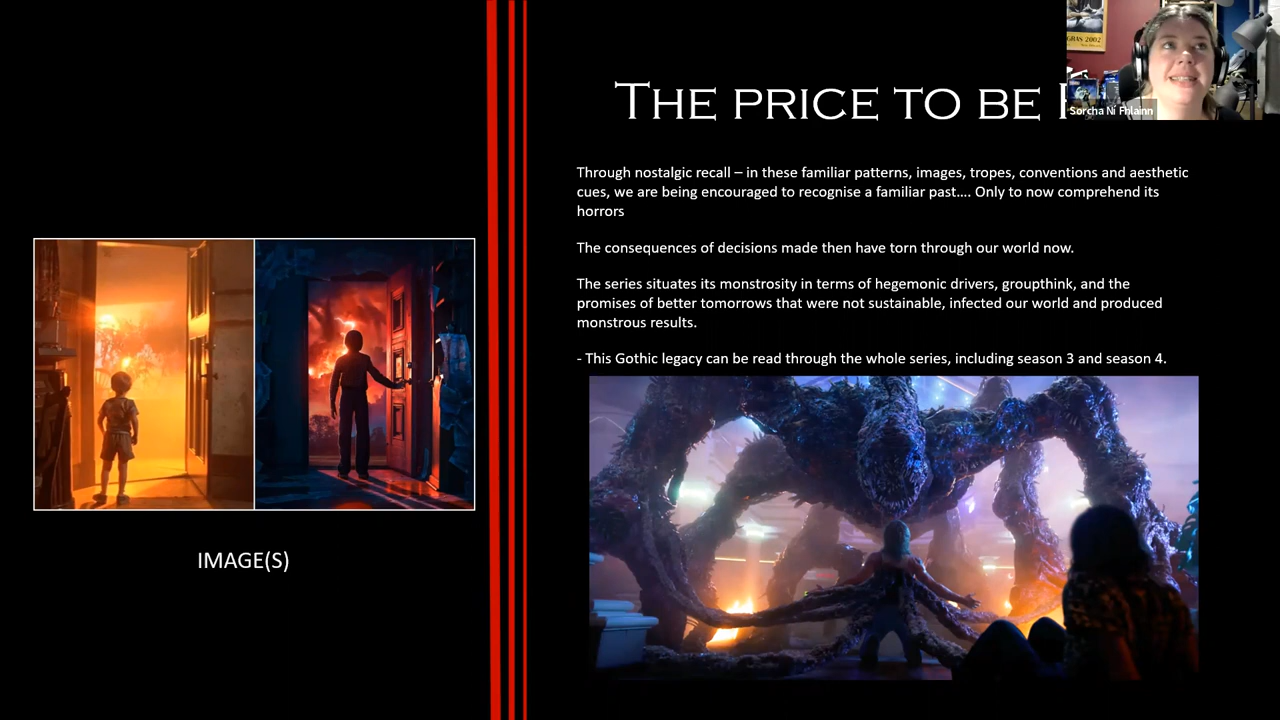 GRAS 2002
THE PRICE TO BE
Sorcha Ní Fhlainn
Through nostalgic recall – in these familiar patterns, images, tropes, conventions and aesthetic
cues, we are being encouraged to recognise a familiar past…. Only to now comprehend its
horrors
The consequences of decisions made then have torn through our world now.
The series situates its monstrosity in terms of hegemonic drivers, groupthink, and the
promises of better tomorrows that were not sustainable, infected our world and produced
monstrous results.
- This Gothic legacy can be read through the whole series, including season 3 and season 4.
IMAGE(S)